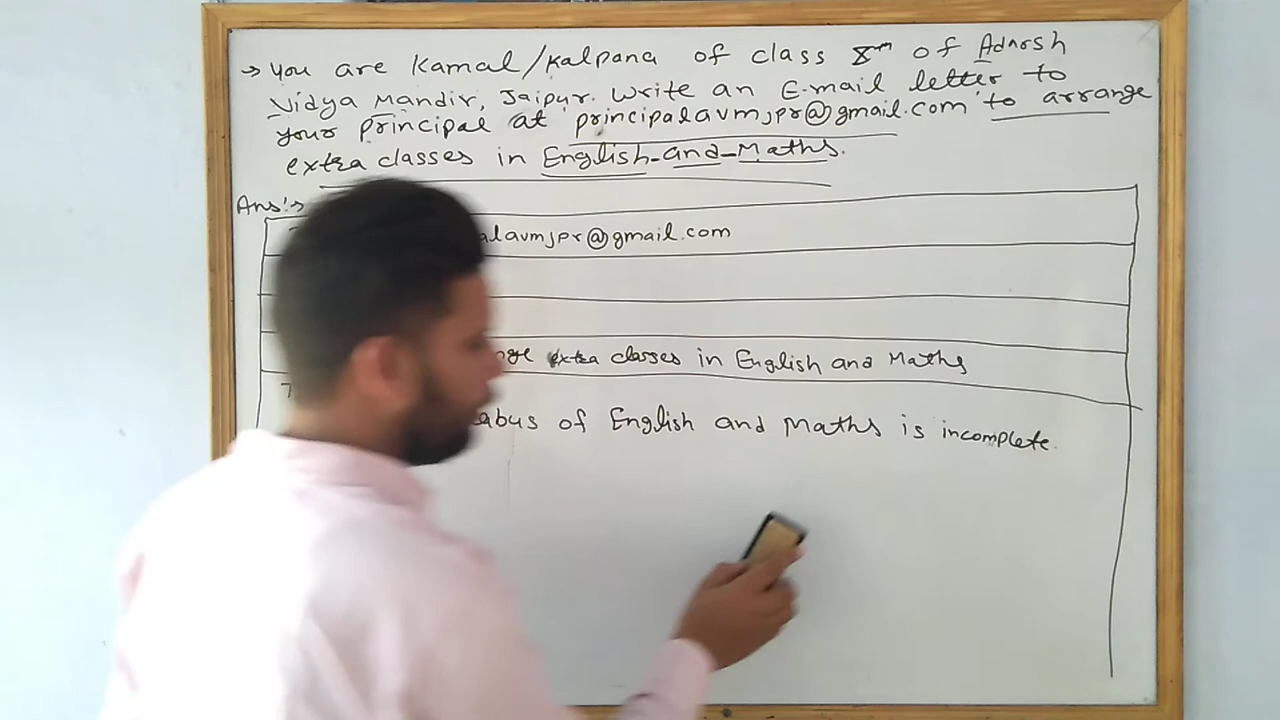 → You are Kamal/Kalpana of class Xth of Adarsh
Vidya Mandir, Jaipur. Write an E-mail letter to
your principal at principalavmjpr@gmail.com to arrange
extra classes in English and Maths.
Ans:→
alavmjpr@gmail.com
nge extra classes in English and Maths
abus of English and Maths is incomplete.